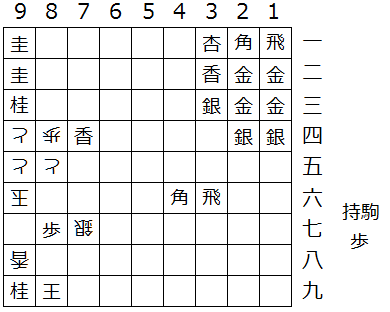 9 8 7 6 5 4 3 2 1
圭 杏 角 飛 一
圭 香 金 金 二
桂 銀 金 金 三
と 歩 香 銀 銀 四
と と 五
玉 角 飛 六
歩 銀 七
香 八
桂 王 九
持駒
歩